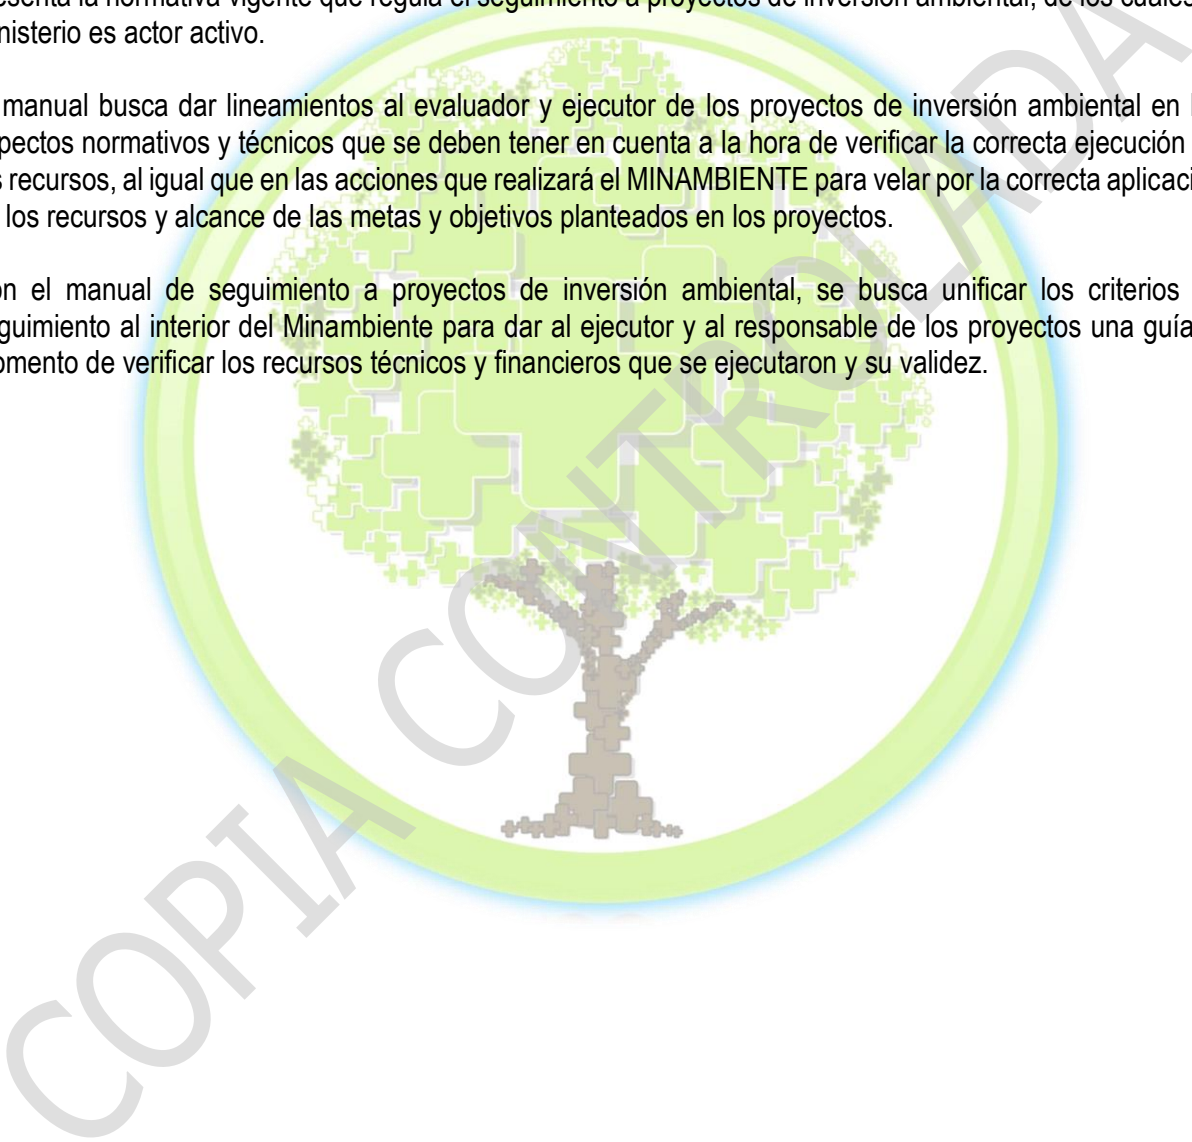 senta la normativa vigente que regula el seguimiento a proyectos de inversión ambiental, de los cuales
nisterio es actor activo.
manual busca dar lineamientos al evaluador y ejecutor de los proyectos de inversión ambiental en
pectos normativos y técnicos que se deben tener en cuenta a la hora de verificar la correcta ejecución
s recursos, al igual que en las acciones que realizará el MINAMBIENTE para velar por la correcta aplicaci
los recursos y alcance de las metas y objetivos planteados en los proyectos.
n el manual de seguimiento a proyectos de inversión ambiental, se busca unificar los criterios
guimiento al interior del Minambiente para dar al ejecutor y al responsable de los proyectos una guía
omento de verificar los recursos técnicos y financieros que se ejecutaron y su validez.
COPIA CONTROLADA